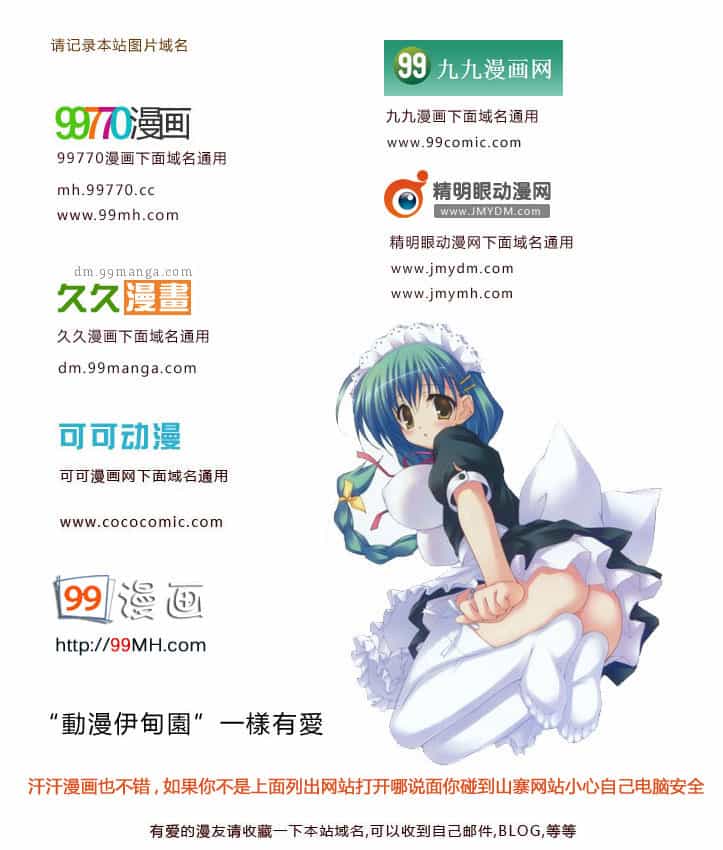 请记录本站图片域名
99770漫画
99770漫画下面域名通用
mh.99770.cc
www.99mh.com
dm.99manga.com
久久漫畫
久久漫画下面域名通用
dm.99manga.com
可可动漫
可可漫画网下面域名通用
www.cococomic.com
99漫画
http://99MH.com
99 九九漫画网
九九漫画下面域名通用
www.99comic.com
精明眼动漫网
www.JMYDM.com
精明眼动漫网下面域名通用
www.jmydm.com
www.jmymh.com
“動漫伊甸園”一樣有愛
汗汗漫画也不错,如果你不是上面列出网站打开哪说面你碰到山寨网站小心自己电脑安全
有爱的漫友请收藏一下本站域名,可以收到自己邮件,BLOG,等等